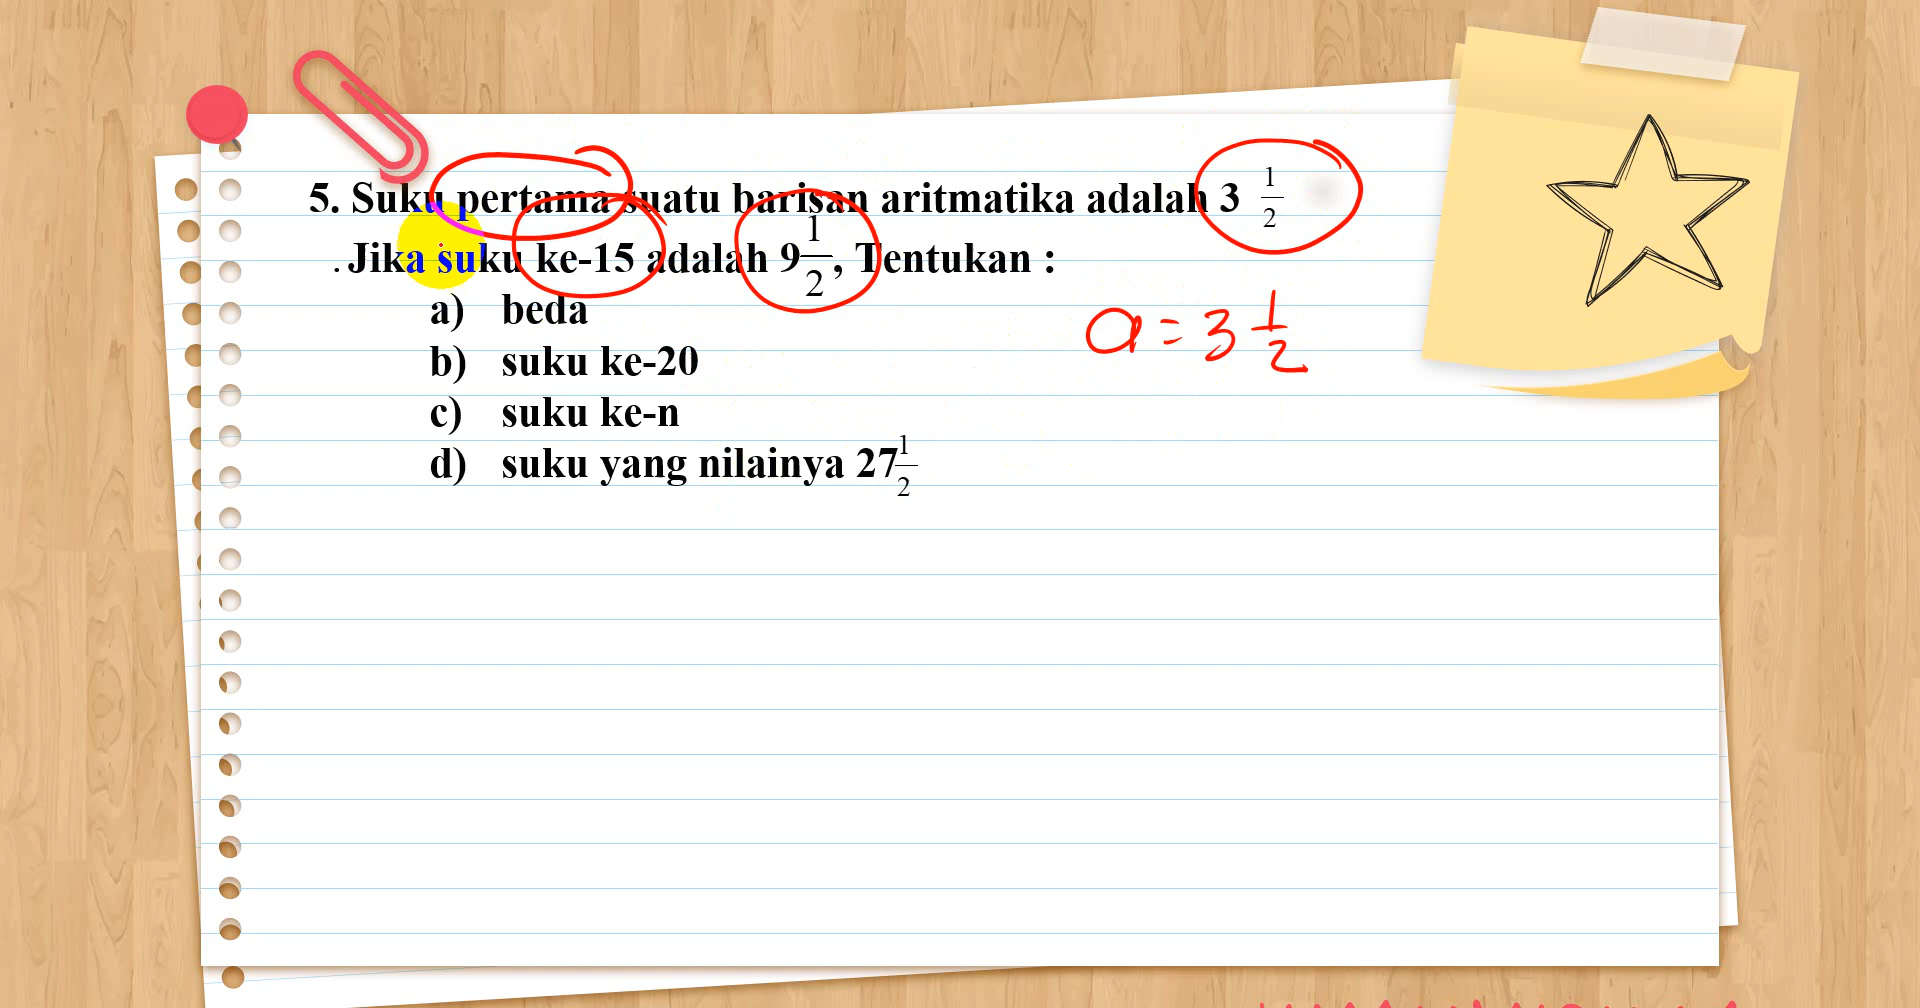 5. Suku pertama suatu barisan aritmatika adalah 3 1/2
. Jika suku ke-15 adalah 9 1/2, Tentukan :
a) beda
b) suku ke-20
c) suku ke-n
d) suku yang nilainya 27 1/2
a = 3 1/2